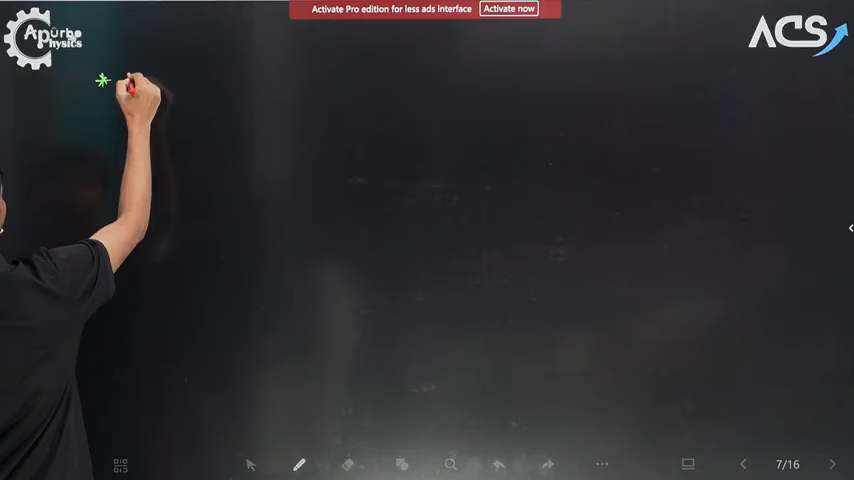 Activate Pro edition for less ads interface Activate now
Apurbo
Physics
ACS
*
7/16